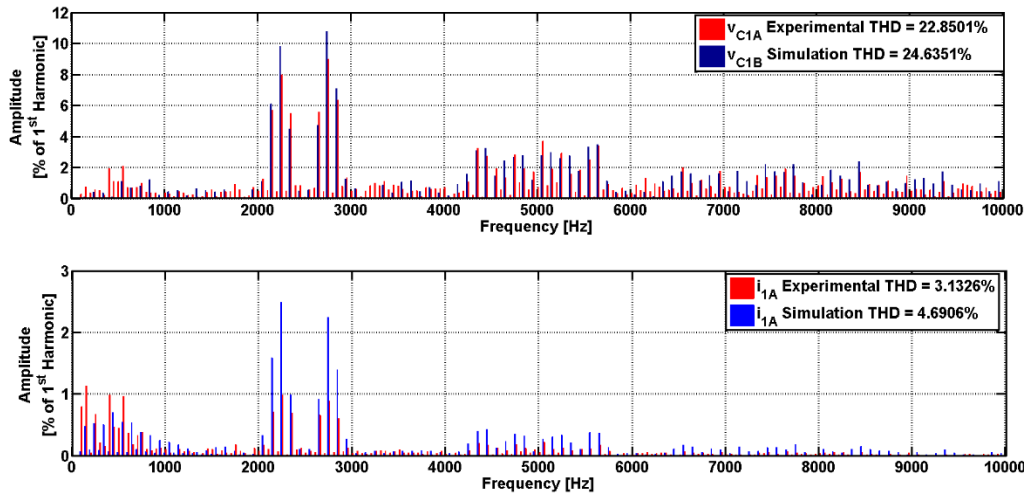 12
10
8
6
4
2
0
Amplitude
[% of 1st Harmonic]
vC1A Experimental THD = 22.8501%
vC1B Simulation THD = 24.6351%
0 1000 2000 3000 4000 5000 6000 7000 8000 9000 10000
Frequency [Hz]
3
2
1
0
Amplitude
[% of 1st Harmonic]
i1A Experimental THD = 3.1326%
i1A Simulation THD = 4.6906%
0 1000 2000 3000 4000 5000 6000 7000 8000 9000 10000
Frequency [Hz]